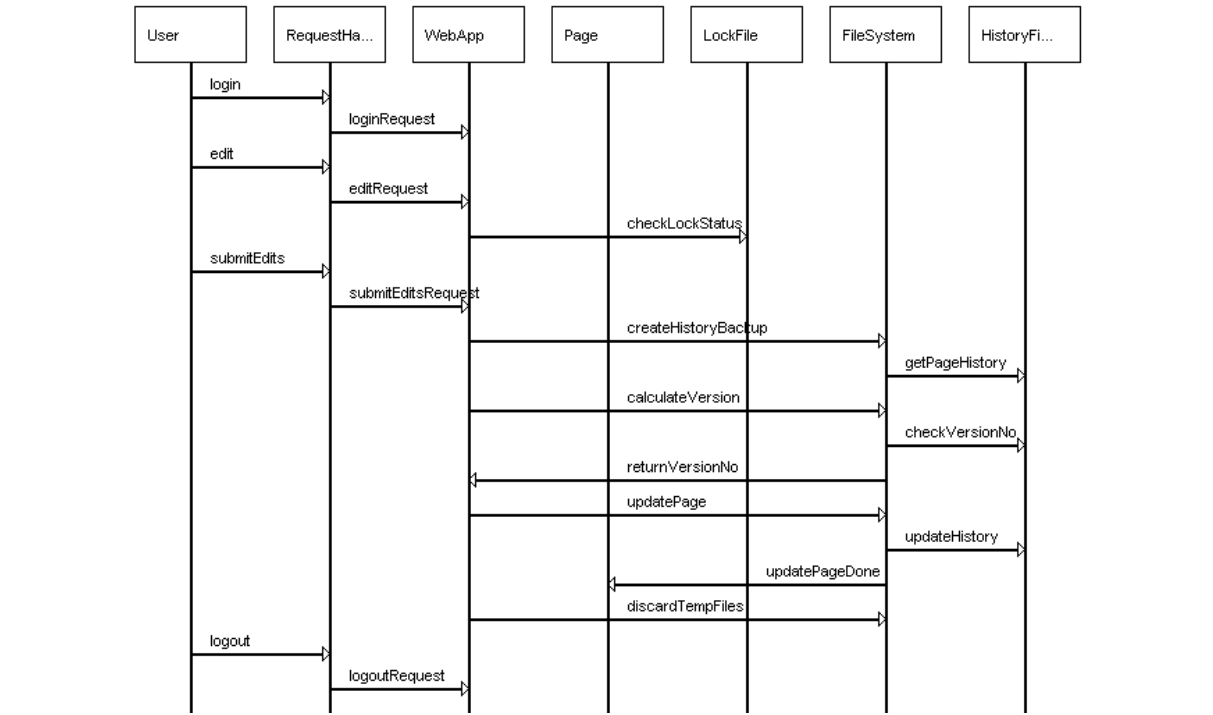 User
RequestHa...
WebApp
Page
LockFile
FileSystem
HistoryFi...
login
loginRequest
edit
editRequest
checkLockStatus
submitEdits
submitEditsRequest
createHistoryBackup
getPageHistory
calculateVersion
checkVersionNo
returnVersionNo
updatePage
updateHistory
updatePageDone
discardTempFiles
logout
logoutRequest